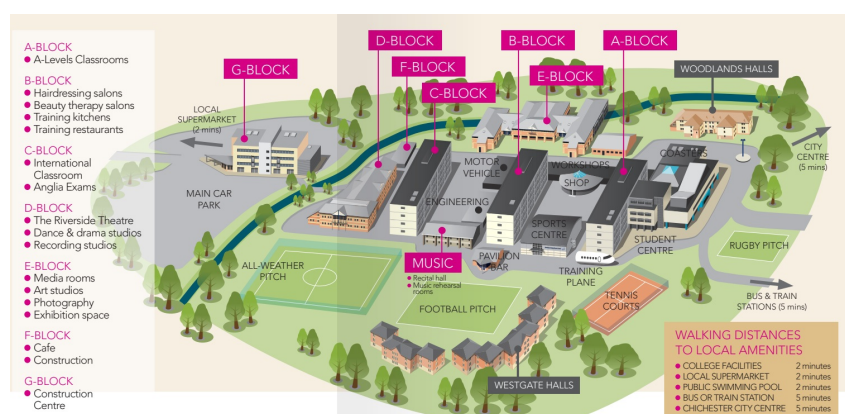 A-BLOCK
● A-Levels Classrooms
B-BLOCK
● Hairdressing salons
● Beauty therapy salons
● Training kitchens
● Training restaurants
C-BLOCK
● International
Classroom
● Anglia Exams
D-BLOCK
● The Riverside Theatre
● Dance & drama studios
● Recording studios
E-BLOCK
● Media rooms
● Art studios
● Photography
● Exhibition space
F-BLOCK
● Cafe
● Construction
G-BLOCK
● Construction
Centre
G-BLOCK
D-BLOCK
F-BLOCK
C-BLOCK
B-BLOCK
E-BLOCK
A-BLOCK
WOODLANDS HALLS
LOCAL
SUPERMARKET
(2 mins)
MAIN CAR
PARK
MOTOR
VEHICLE
WORKSHOPS
SHOP
COASTERS
CITY
CENTRE
(5 mins)
ENGINEERING
SPORTS
CENTRE
STUDENT
CENTRE
RUGBY PITCH
ALL-WEATHER
PITCH
MUSIC
● Recital hall
● Music rehearsal
rooms
PAVILION
BAR
TRAINING
PLANE
BUS & TRAIN
STATIONS (5 mins)
FOOTBALL PITCH
TENNIS
COURTS
WESTGATE HALLS
WALKING DISTANCES
TO LOCAL AMENITIES
● COLLEGE FACILITIES 2 minutes
● LOCAL SUPERMARKET 2 minutes
● PUBLIC SWIMMING POOL 2 minutes
● BUS OR TRAIN STATION 5 minutes
● CHICHESTER CITY CENTRE 5 minutes